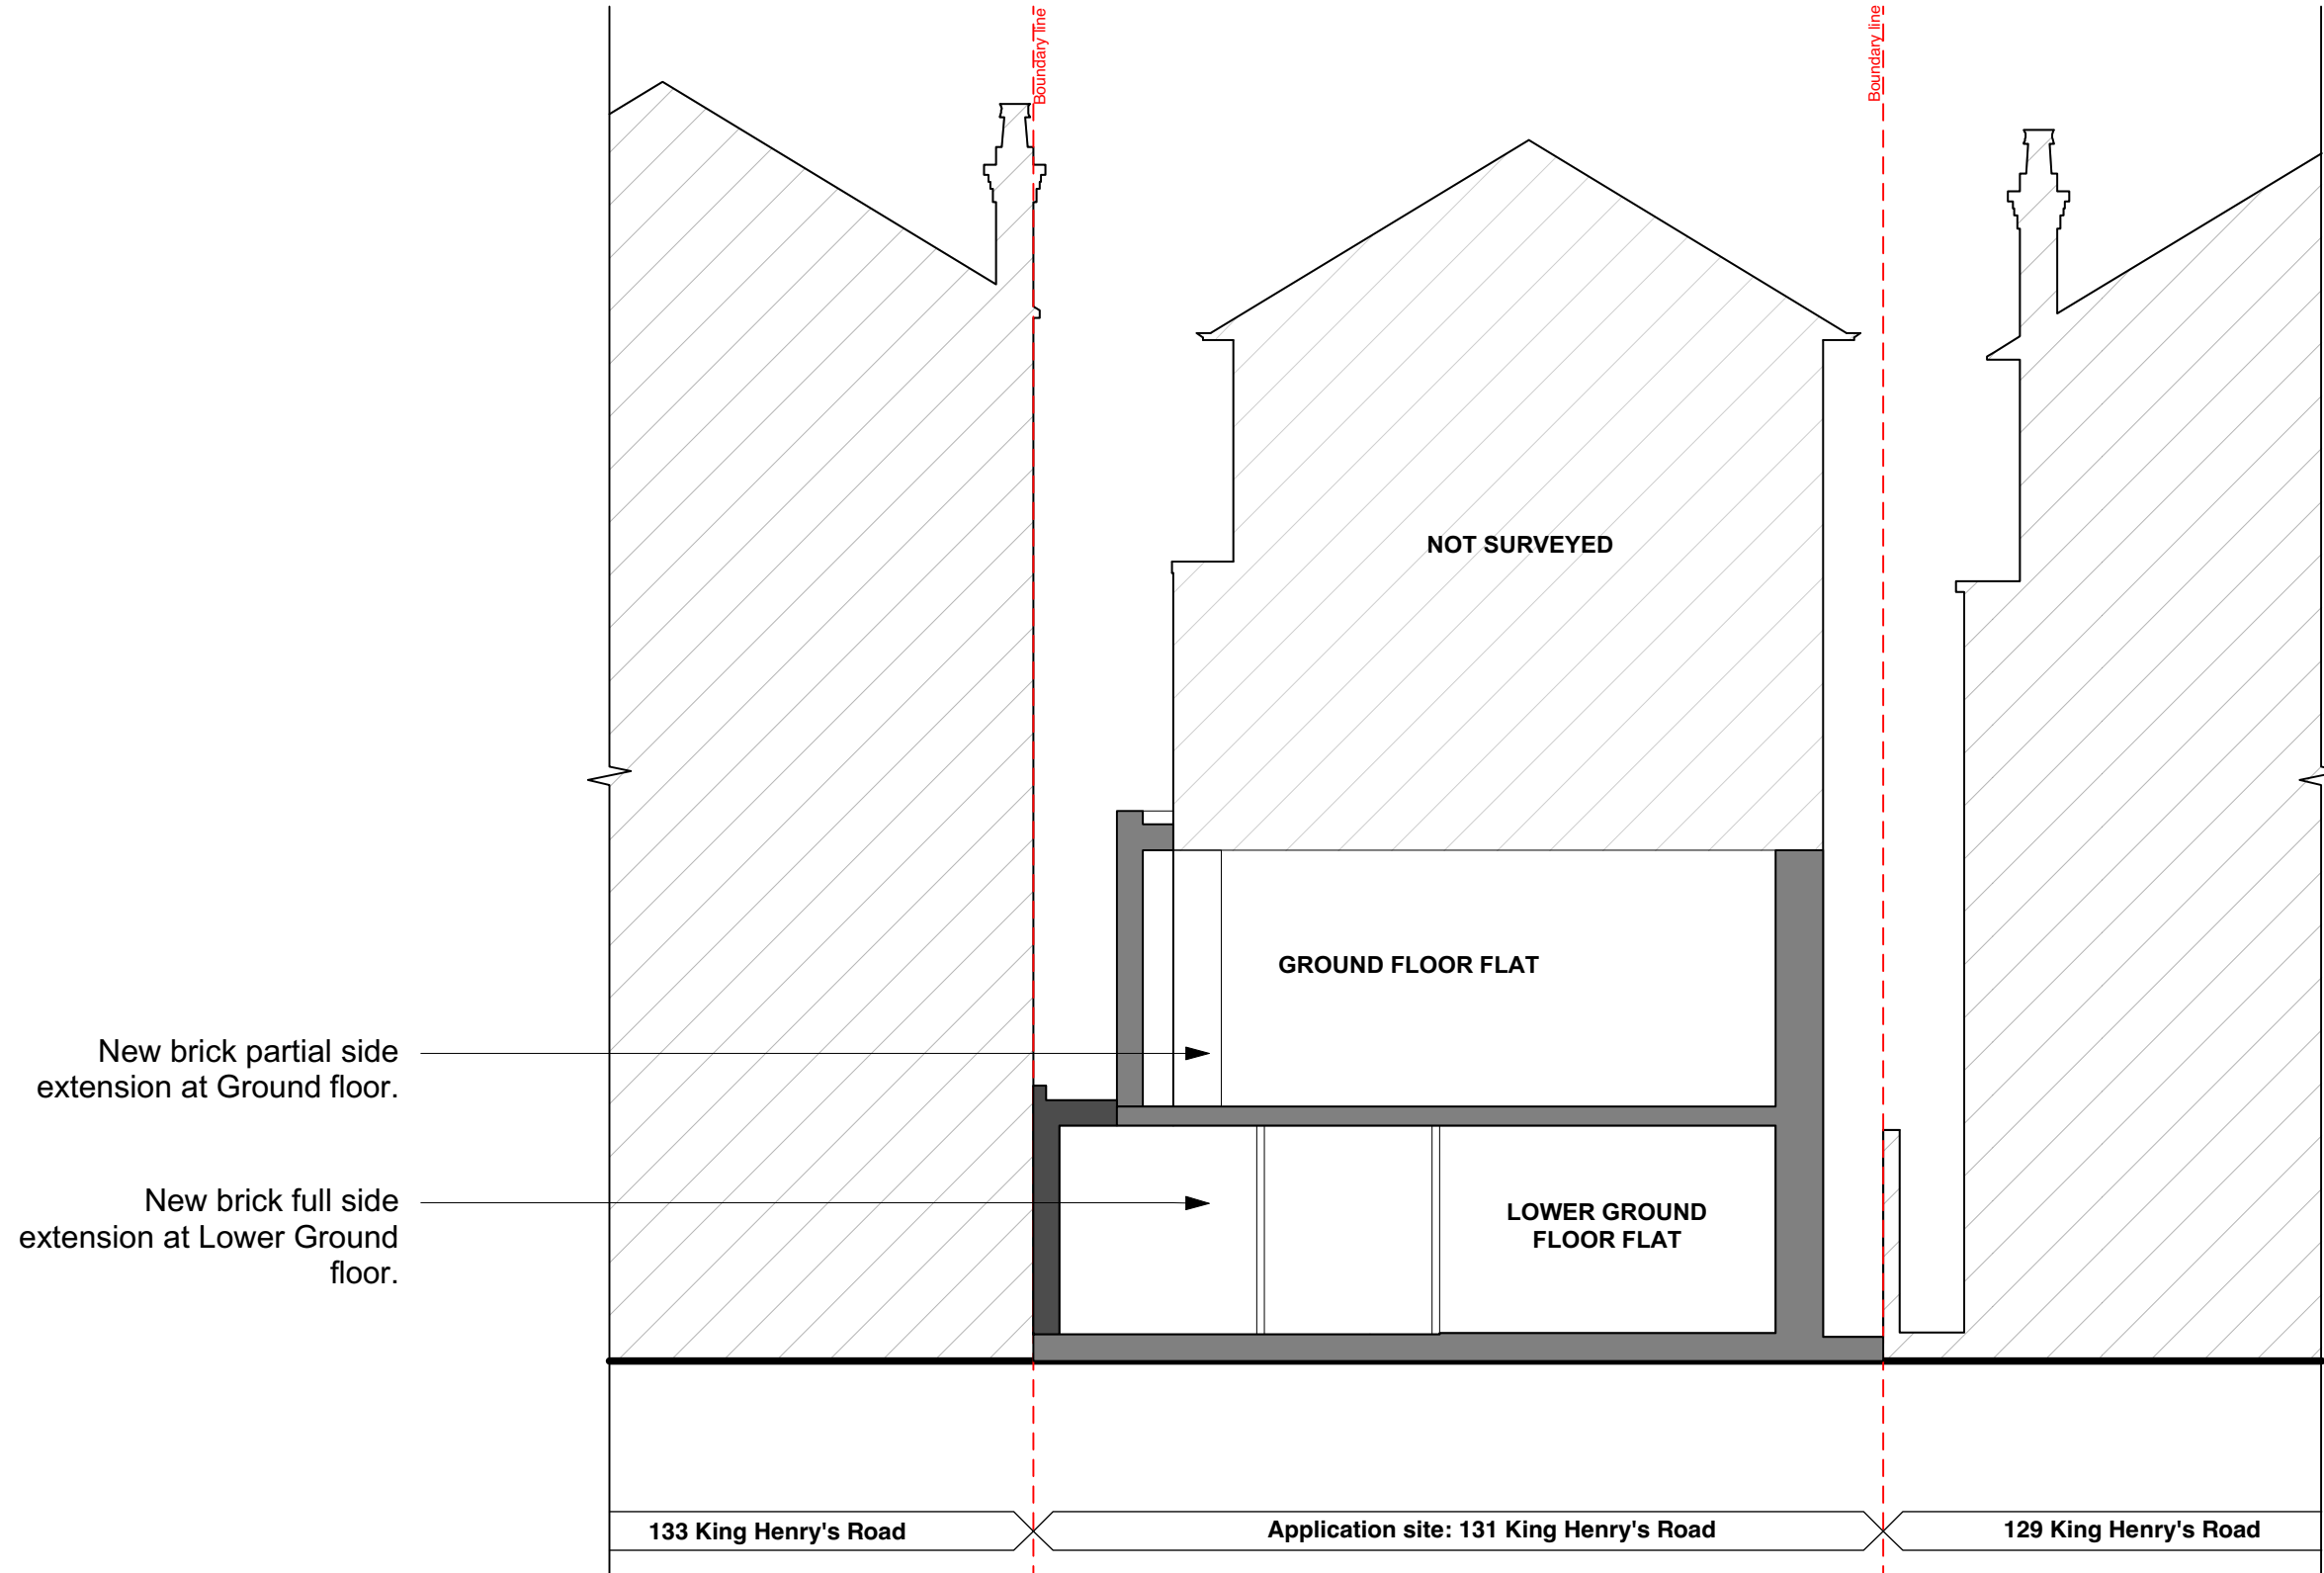 Boundary line
Boundary line
NOT SURVEYED
GROUND FLOOR FLAT
New brick partial side
extension at Ground floor.
New brick full side
extension at Lower Ground
floor.
LOWER GROUND
FLOOR FLAT
133 King Henry's Road
Application site: 131 King Henry's Road
129 King Henry's Road